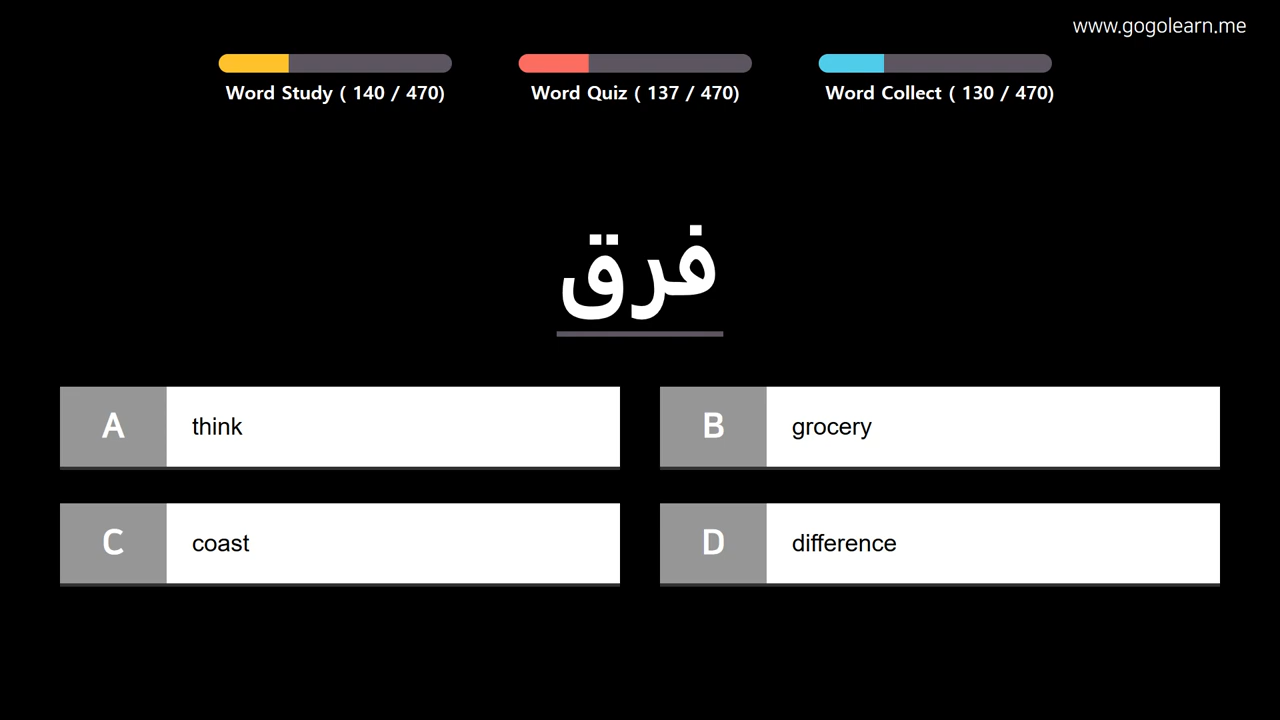 www.gogolearn.me
Word Study ( 140 / 470)
Word Quiz ( 137 / 470)
Word Collect ( 130 / 470)
فرق
A think
B grocery
C coast
D difference